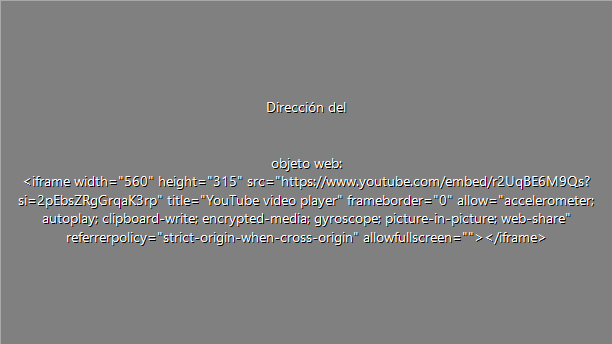 Dirección del
objeto web:
<iframe width="560" height="315" src="https://www.youtube.com/embed/r2UqBE6M9Qs?
si=2pEbsZRgGrqaK3rp" title="YouTube video player" frameborder="0" allow="accelerometer;
autoplay; clipboard-write; encrypted-media; gyroscope; picture-in-picture; web-share"
referrerpolicy="strict-origin-when-cross-origin" allowfullscreen=""></iframe>